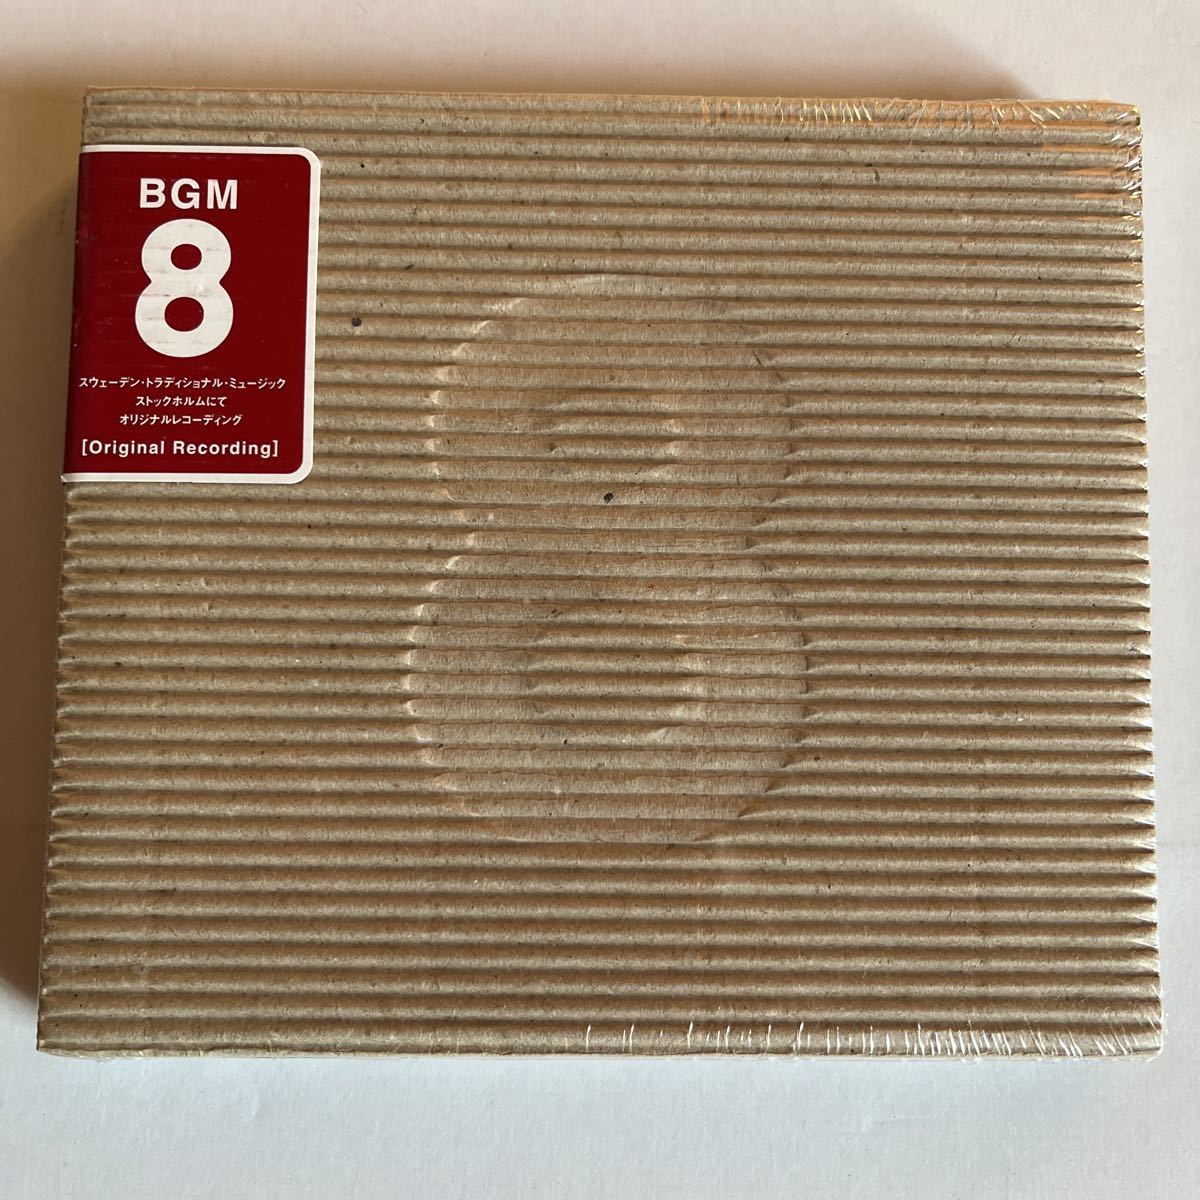 BGM
8
スウェーデン・トラディショナル・ミュージック
ストックホルムにて
オリジナルレコーディング
[Original Recording]
8